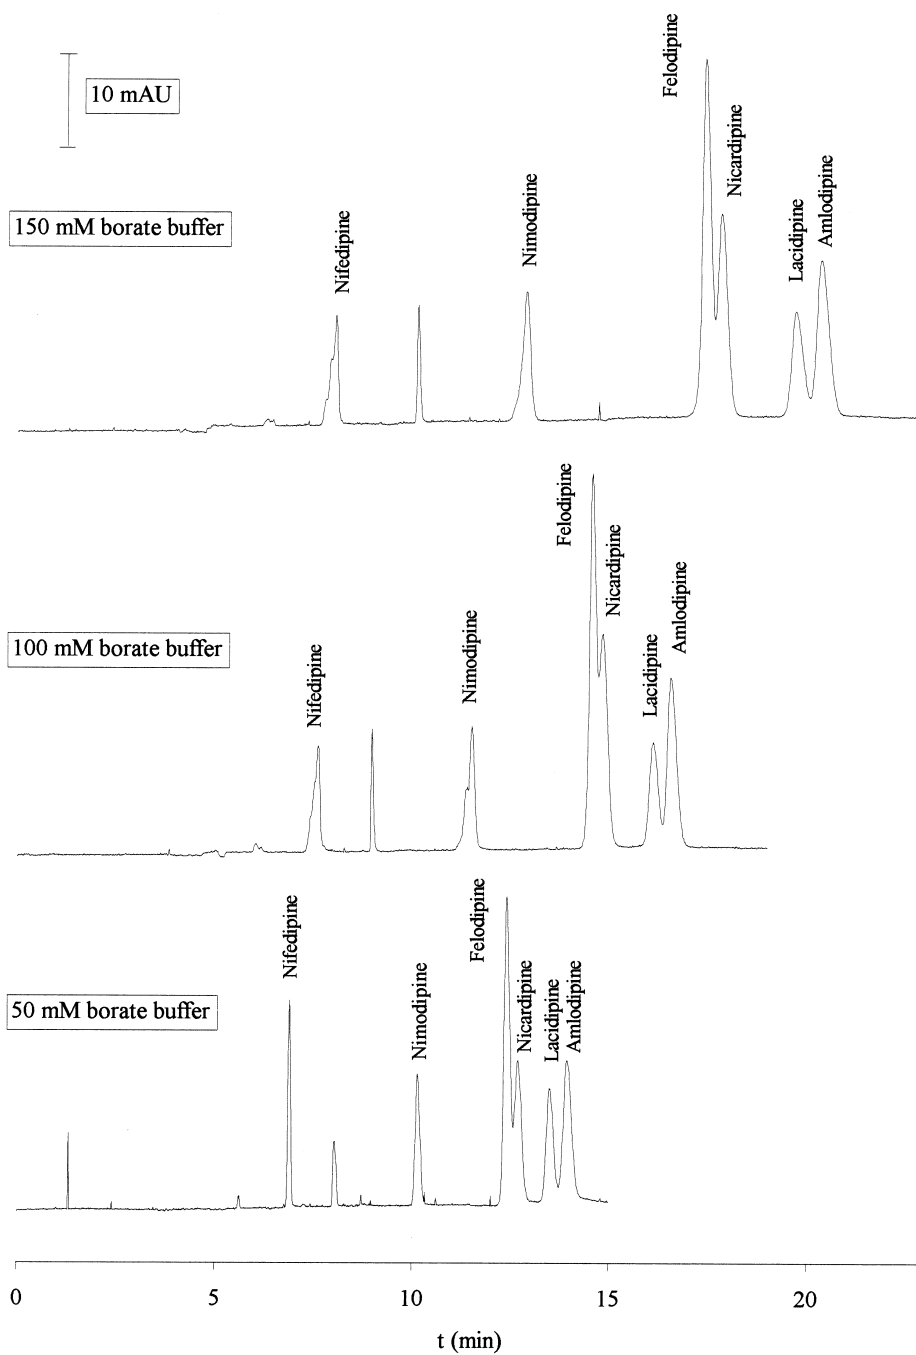 10 mAU
150 mM borate buffer
Nifedipine
Nimodipine
Felodipine
Nicardipine
Lacidipine
Amlodipine
100 mM borate buffer
Nifedipine
Nimodipine
Felodipine
Nicardipine
Lacidipine
Amlodipine
50 mM borate buffer
Nifedipine
Nimodipine
Felodipine
Nicardipine
Lacidipine
Amlodipine
0 5 10 15 20
t (min)